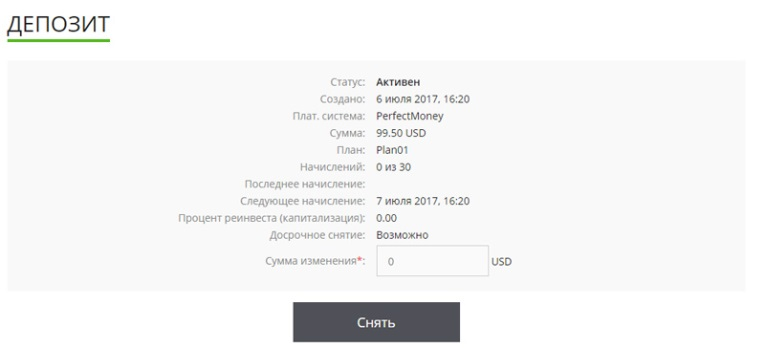 ДЕПОЗИТ
Статус: Активен
Создано: 6 июля 2017, 16:20
Плат. система: PerfectMoney
Сумма: 99.50 USD
План: Plan01
Начислений: 0 из 30
Последнее начисление:
Следующее начисление: 7 июля 2017, 16:20
Процент реинвеста (капитализация): 0.00
Досрочное снятие: Возможно
Сумма изменения*: 0 USD
Снять